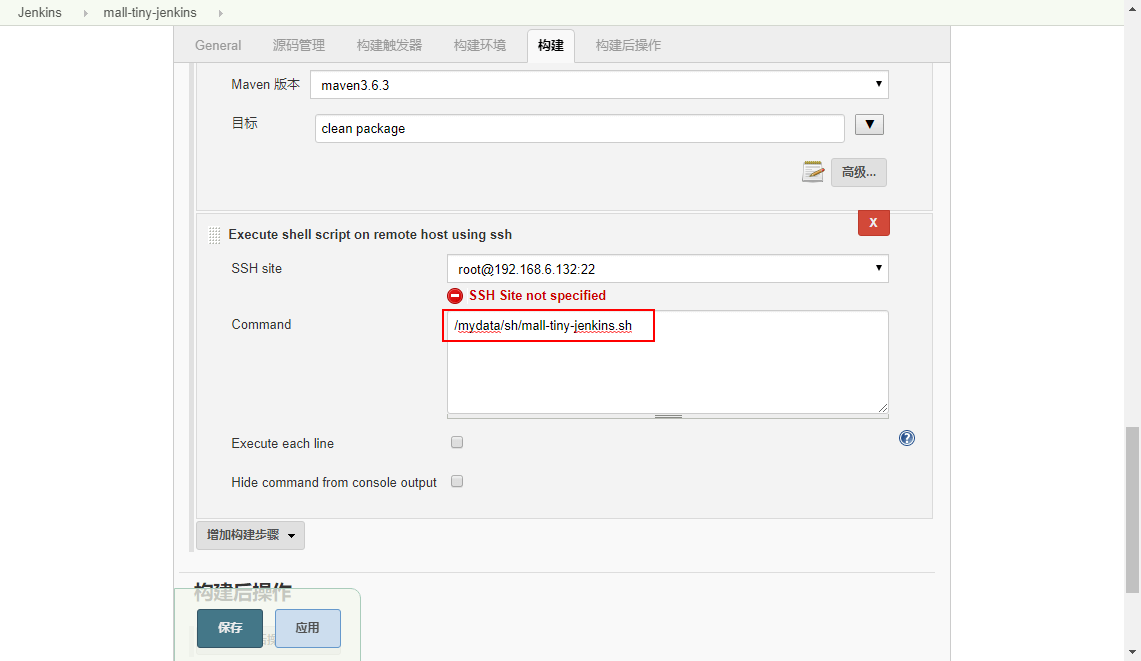 Jenkins mall-tiny-jenkins
General 源码管理 构建触发器 构建环境 构建 构建后操作
Maven 版本 maven3.6.3
目标 clean package
高级...
X
Execute shell script on remote host using ssh
SSH site root@192.168.6.132:22
SSH Site not specified
Command /mydata/sh/mall-tiny-jenkins.sh
Execute each line
Hide command from console output
增加构建步骤
构建后操作
保存 应用